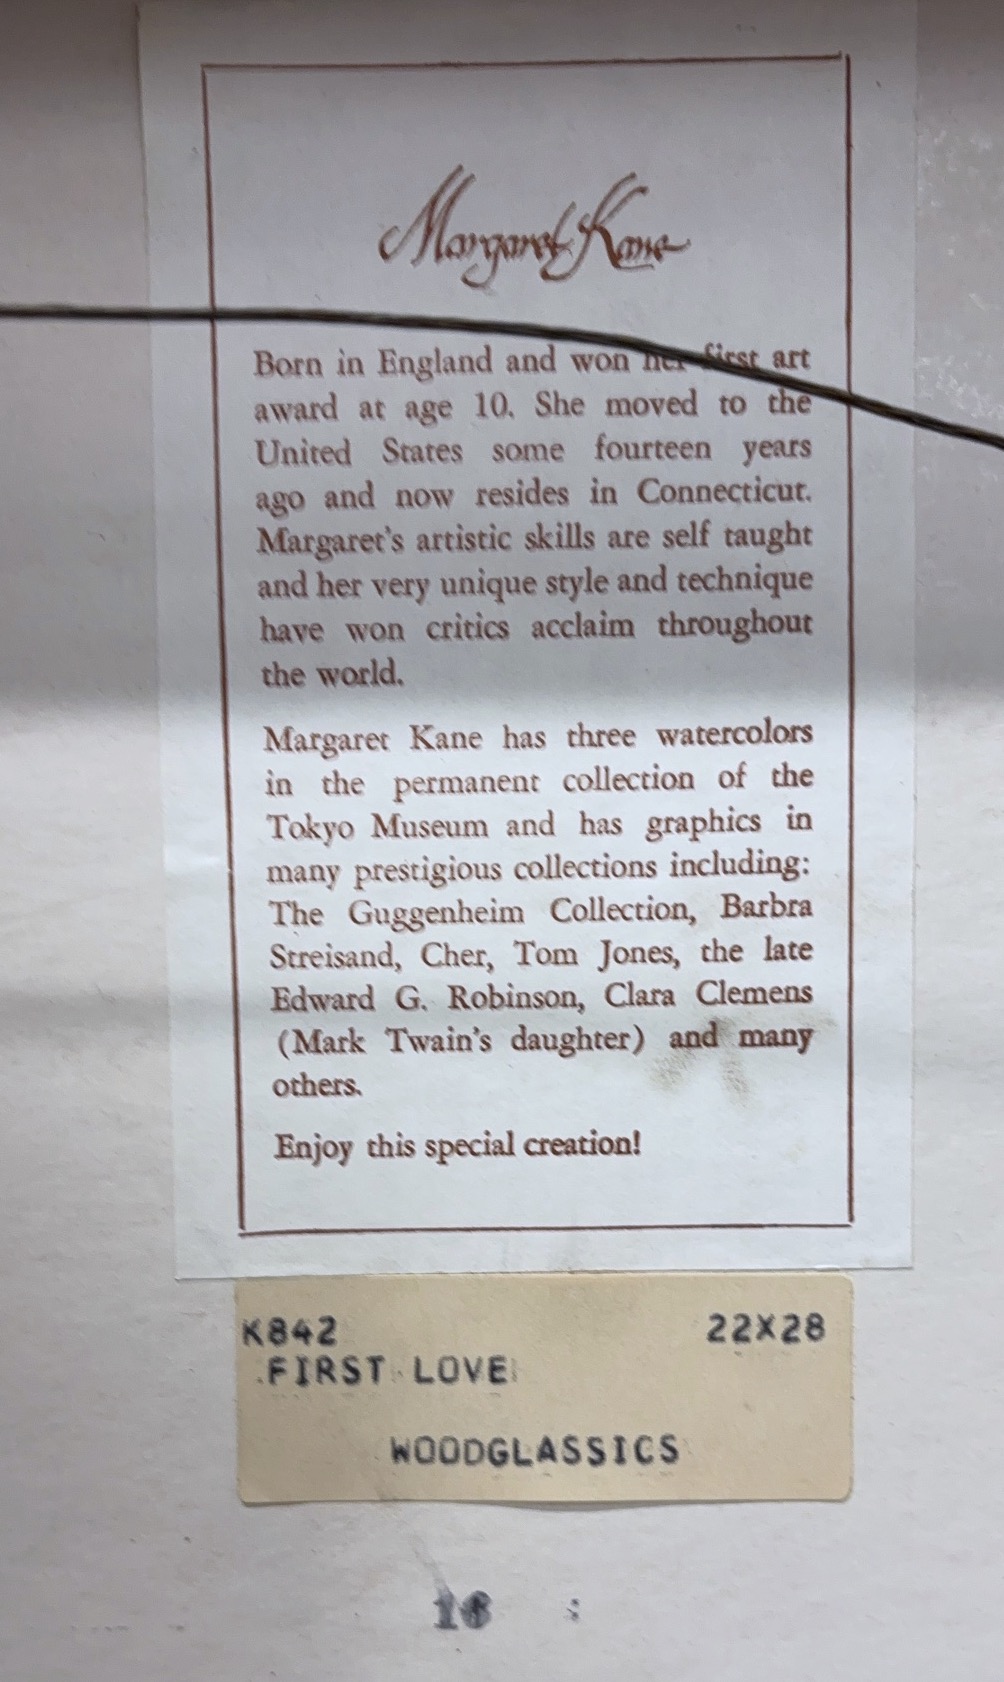 Margaret Kane
Born in England and won her first art
award at age 10. She moved to the
United States some fourteen years
ago and now resides in Connecticut.
Margaret's artistic skills are self taught
and her very unique style and technique
have won critics acclaim throughout
the world.
Margaret Kane has three watercolors
in the permanent collection of the
Tokyo Museum and has graphics in
many prestigious collections including:
The Guggenheim Collection, Barbra
Streisand, Cher, Tom Jones, the late
Edward G. Robinson, Clara Clemens
(Mark Twain's daughter) and many
others.
Enjoy this special creation!
K842 22X28
FIRST LOVE
WOODGLASSICS